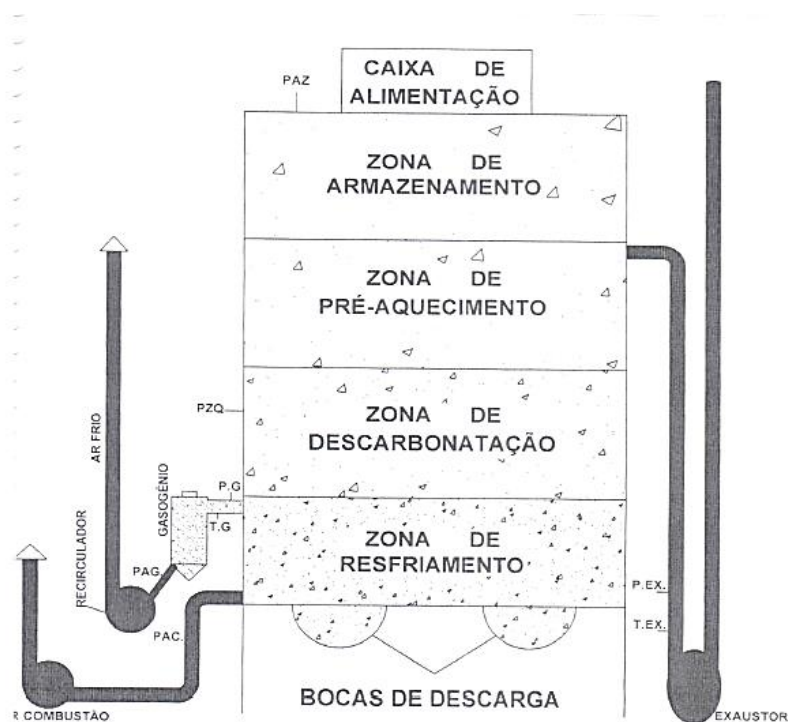 CAIXA DE
ALIMENTAÇÃO
PAZ
ZONA DE
ARMAZENAMENTO
ZONA DE
PRÉ-AQUECIMENTO
PZQ
ZONA DE
DESCARBONATAÇÃO
AR FRIO
GASOGÊNIO
P.G
T.G
ZONA DE
RESFRIAMENTO
RECIRCULADOR
PAG.
PAC.
P.EX.
T.EX.
BOCAS DE DESCARGA
R COMBUSTÃO
EXAUSTOR